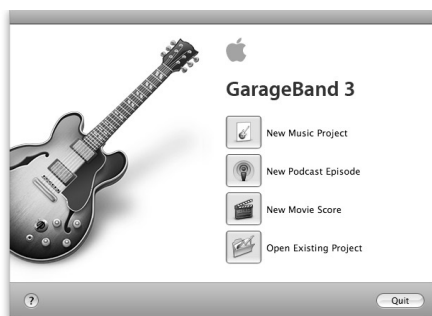 GarageBand 3
New Music Project
New Podcast Episode
New Movie Score
Open Existing Project
?
Quit